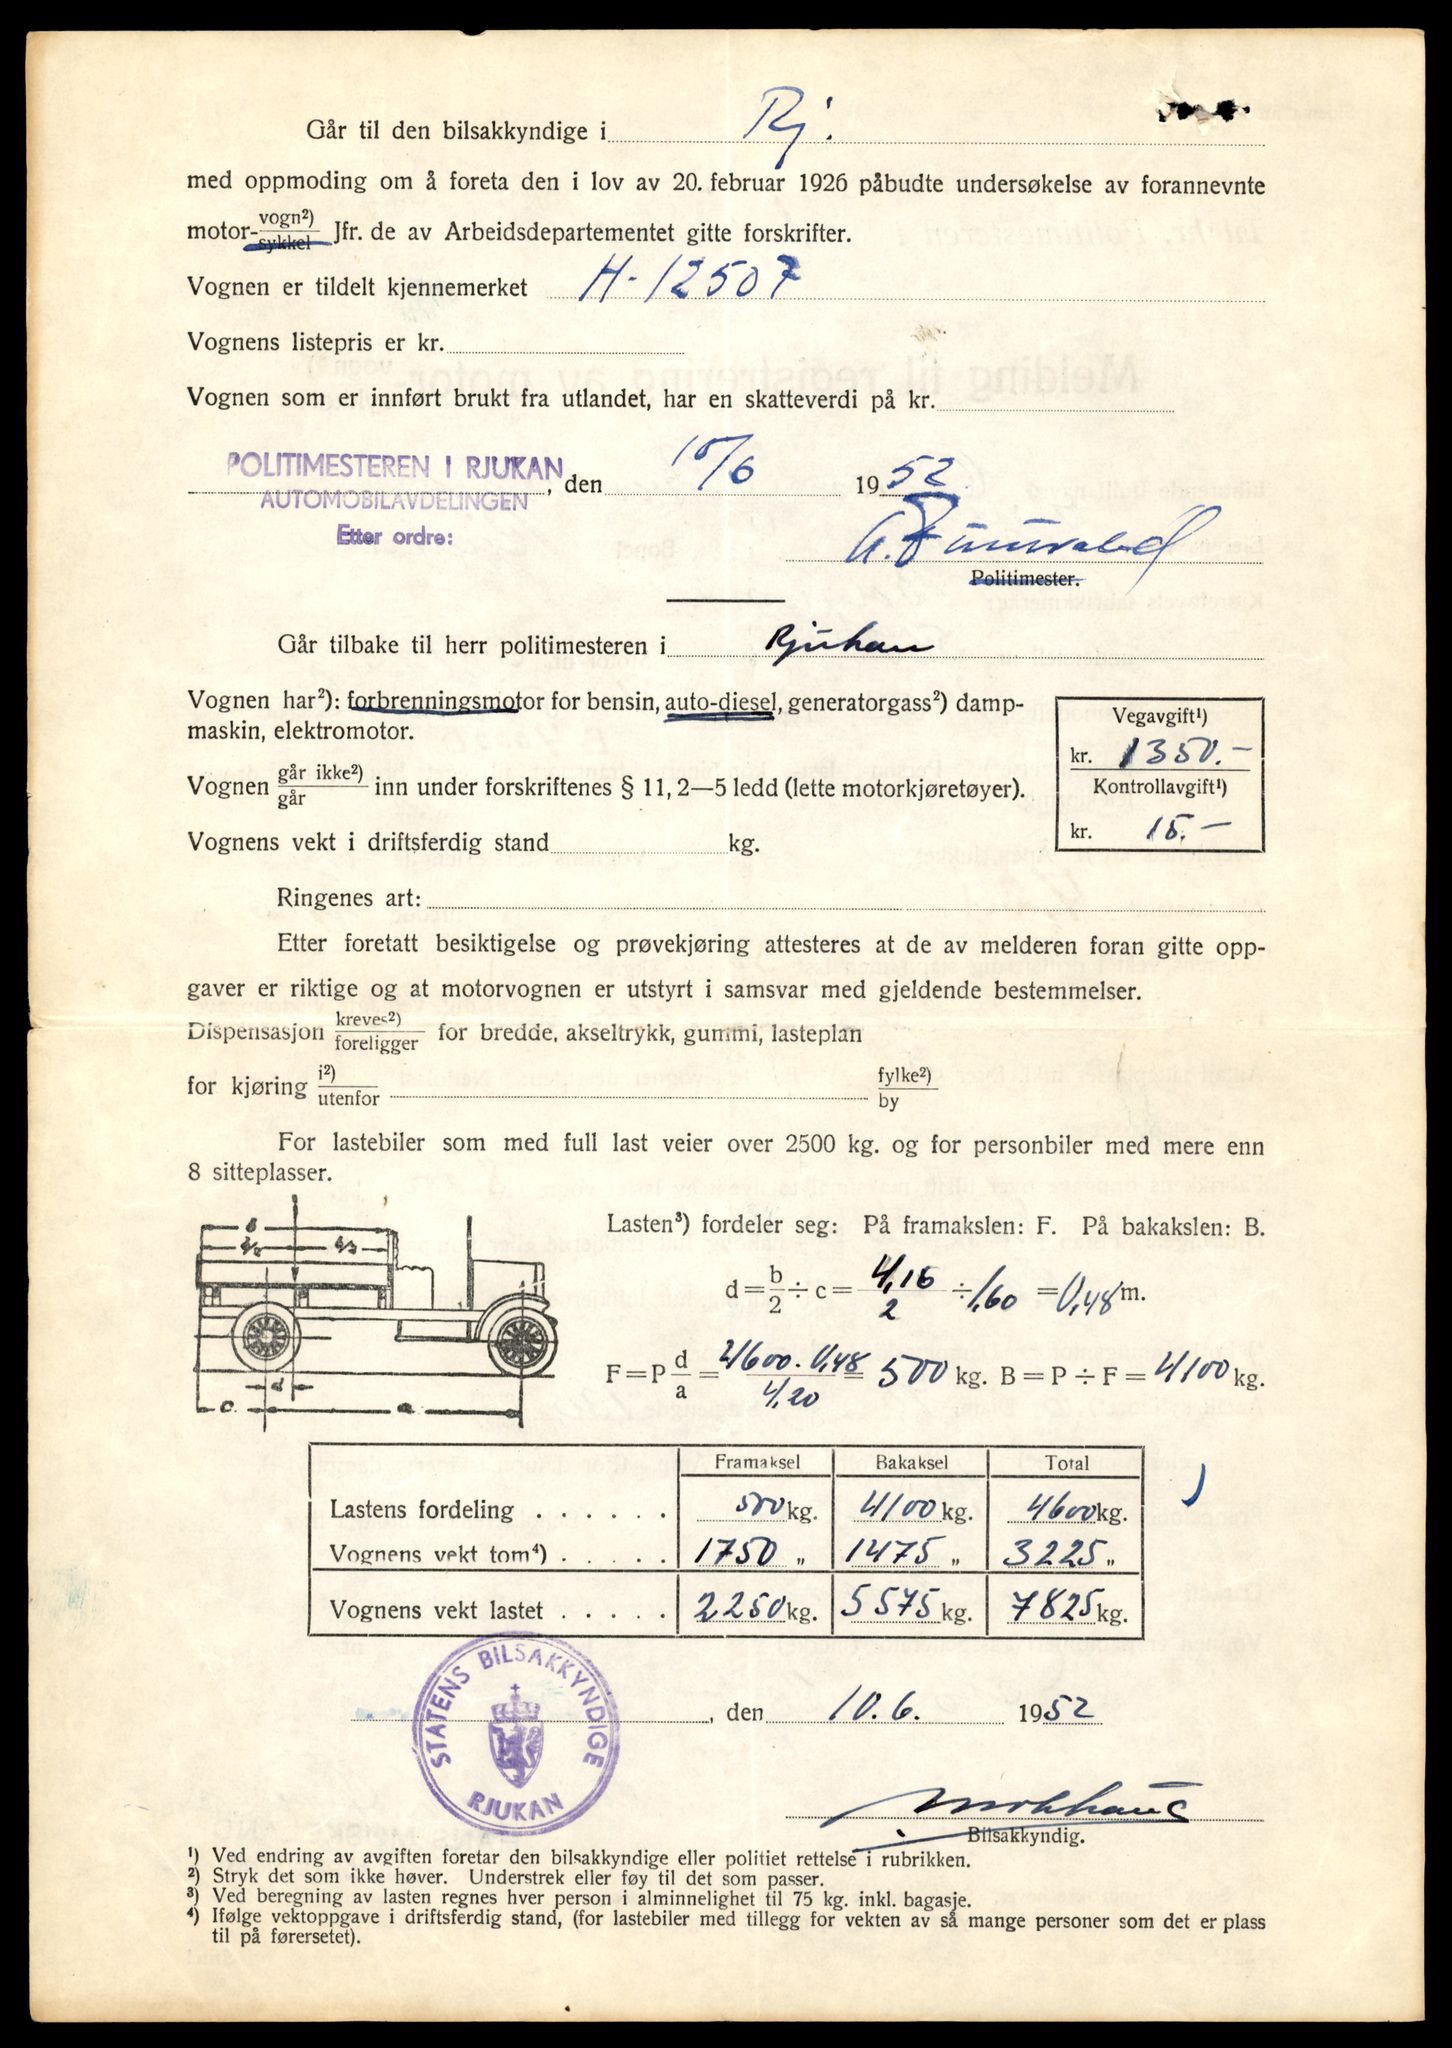 Går til den bilsakkyndige i Rj.
med oppmoding om å foreta den i lov av 20. februar 1926 påbudte undersøkelse av forannevnte
motor- vogn²) sykkel Jfr. de av Arbeidsdepartementet gitte forskrifter.
Vognen er tildelt kjennemerket H-12507
Vognens listepris er kr.
Vognen som er innført brukt fra utlandet, har en skatteverdi på kr.
POLITIMESTEREN I RJUKAN, den 10/6 1952
AUTOMOBILAVDELINGEN
Etter ordre:
Politimester.
Går tilbake til herr politimesteren i Rjukan
Vognen har²): forbrenningsmotor for bensin, auto-diesel, generatorgass²) damp-
maskin, elektromotor.
Vegavgift¹)
kr. 1350.-
Kontrollavgift¹)
kr. 15.-
Vognen går ikke²) går inn under forskriftenes § 11, 2—5 ledd (lette motorkjøretøyer).
Vognens vekt i driftsferdig stand kg.
Ringenes art:
Etter foretatt besiktigelse og prøvekjøring attesteres at de av melderen foran gitte opp-
gaver er riktige og at motorvognen er utstyrt i samsvar med gjeldende bestemmelser.
Dispensasjon kreves²) foreligger for bredde, akseltrykk, gummi, lasteplan
for kjøring i²) utenfor fylke²) by
For lastebiler som med full last veier over 2500 kg. og for personbiler med mere enn
8 sitteplasser.
Lasten³) fordeler seg: På framakslen: F. På bakakslen: B.
d = b/2 ÷ c = 4,16/2 ÷ 1,60 = 0,48 m.
F = P d/a = 4600. 0,48/4,20 = 500 kg. B = P ÷ F = 4100 kg.
c. d a
Framaksel Bakaksel Total
Lastens fordeling . . . . . . 500 kg. 4100 kg. 4600 kg.
Vognens vekt tom⁴) . . . . . 1750 „ 1475 „ 3225 „
Vognens vekt lastet . . . . . 2250 kg. 5575 kg. 7825 kg.
STATENS BILSAKKYNDIGE
RJUKAN
, den 10.6. 1952
Bilsakkyndig.
¹) Ved endring av avgiften foretar den bilsakkyndige eller politiet rettelse i rubrikken.
²) Stryk det som ikke høver. Understrek eller føy til det som passer.
³) Ved beregning av lasten regnes hver person i alminnelighet til 75 kg. inkl. bagasje.
⁴) Ifølge vektoppgave i driftsferdig stand, (for lastebiler med tillegg for vekten av så mange personer som det er plass
til på førersetet).